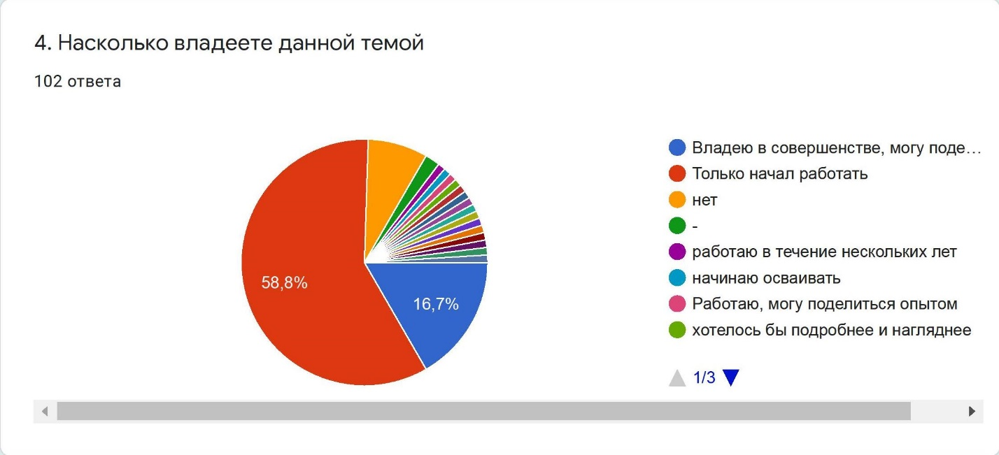 4. Насколько владеете данной темой
102 ответа
58,8%
16,7%
Владею в совершенстве, могу поде…
Только начал работать
нет
-
работаю в течение нескольких лет
начинаю осваивать
Работаю, могу поделиться опытом
хотелось бы подробнее и нагляднее
1/3